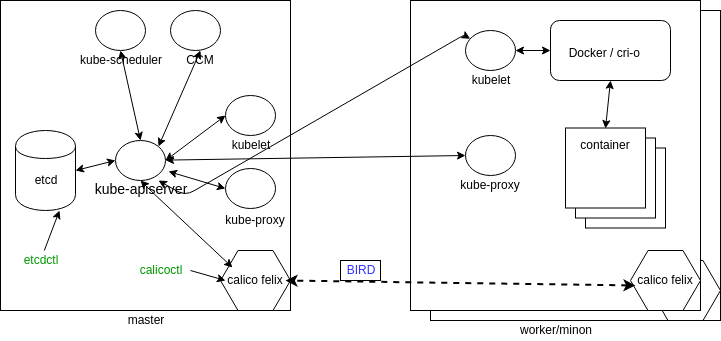 kube-scheduler
CCM
kubelet
etcd
kube-apiserver
kube-proxy
etcdctl
calicoctl
calico felix
master
BIRD
kubelet
Docker / cri-o
container
kube-proxy
calico felix
worker/minon